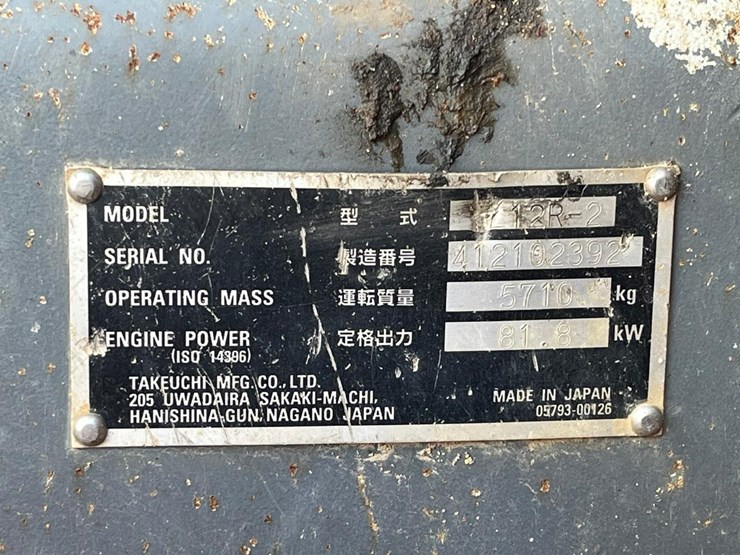 MODEL 型式 12R-2
SERIAL NO. 製造番号 412102392
OPERATING MASS 運転質量 5710 kg
ENGINE POWER 定格出力 81.8 kW
(ISO 14396)
TAKEUCHI MFG. CO., LTD.
205 UWADAIRA SAKAKI-MACHI,
HANISHINA-GUN, NAGANO JAPAN
MADE IN JAPAN
05793-00126